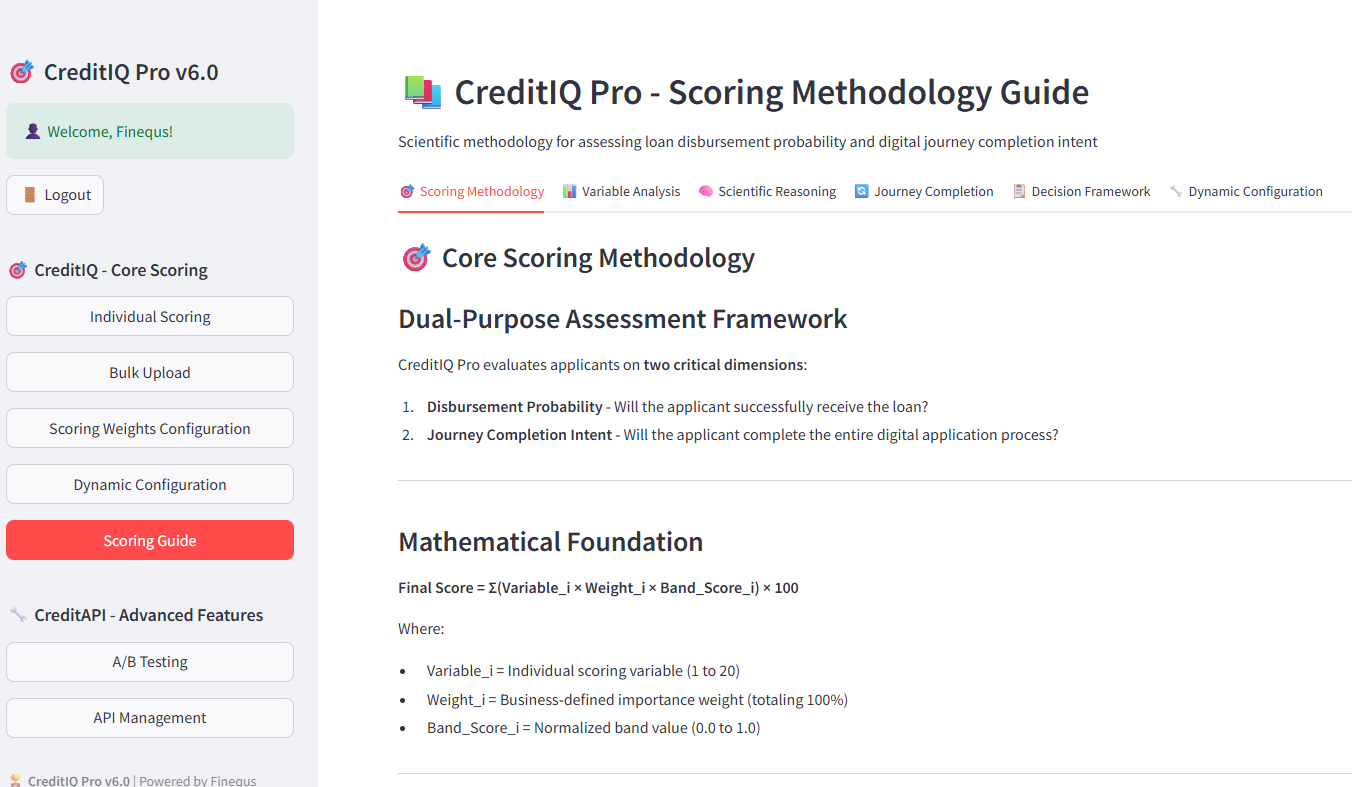 CreditIQ Pro v6.0
Welcome, Finequs!
Logout
CreditIQ - Core Scoring
Individual Scoring
Bulk Upload
Scoring Weights Configuration
Dynamic Configuration
Scoring Guide
CreditAPI - Advanced Features
A/B Testing
API Management
CreditIQ Pro v6.0 | Powered by Finequs
CreditIQ Pro - Scoring Methodology Guide
Scientific methodology for assessing loan disbursement probability and digital journey completion intent
Scoring Methodology Variable Analysis Scientific Reasoning Journey Completion Decision Framework Dynamic Configuration
Core Scoring Methodology
Dual-Purpose Assessment Framework
CreditIQ Pro evaluates applicants on two critical dimensions:
1. Disbursement Probability - Will the applicant successfully receive the loan?
2. Journey Completion Intent - Will the applicant complete the entire digital application process?
Mathematical Foundation
Final Score = Σ(Variable_i × Weight_i × Band_Score_i) × 100
Where:
• Variable_i = Individual scoring variable (1 to 20)
• Weight_i = Business-defined importance weight (totaling 100%)
• Band_Score_i = Normalized band value (0.0 to 1.0)